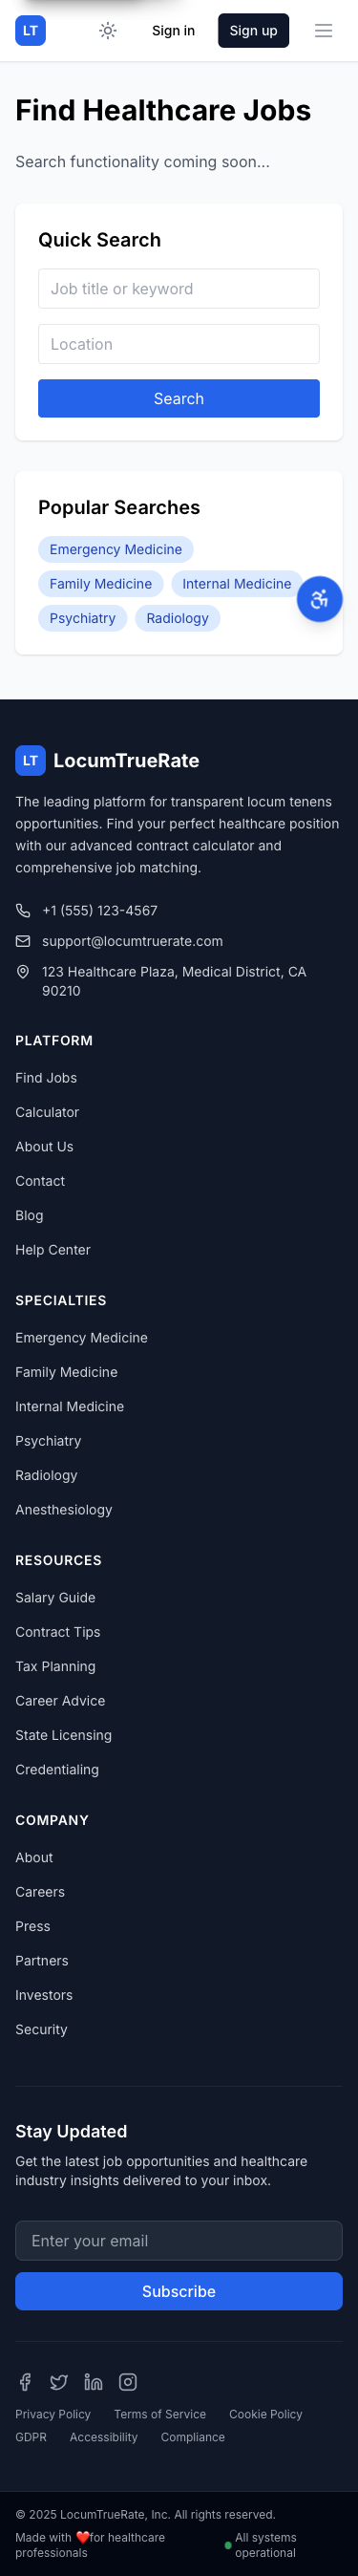 LT
Sign in
Sign up
Find Healthcare Jobs
Search functionality coming soon...
Quick Search
Job title or keyword
Location
Search
Popular Searches
Emergency Medicine
Family Medicine
Internal Medicine
Psychiatry
Radiology
LT
LocumTrueRate
The leading platform for transparent locum tenens
opportunities. Find your perfect healthcare position
with our advanced contract calculator and
comprehensive job matching.
+1 (555) 123-4567
support@locumtruerate.com
123 Healthcare Plaza, Medical District, CA
90210
PLATFORM
Find Jobs
Calculator
About Us
Contact
Blog
Help Center
SPECIALTIES
Emergency Medicine
Family Medicine
Internal Medicine
Psychiatry
Radiology
Anesthesiology
RESOURCES
Salary Guide
Contract Tips
Tax Planning
Career Advice
State Licensing
Credentialing
COMPANY
About
Careers
Press
Partners
Investors
Security
Stay Updated
Get the latest job opportunities and healthcare
industry insights delivered to your inbox.
Enter your email
Subscribe
Privacy Policy
Terms of Service
Cookie Policy
GDPR
Accessibility
Compliance
© 2025 LocumTrueRate, Inc. All rights reserved.
Made with ❤️for healthcare
professionals
All systems
operational